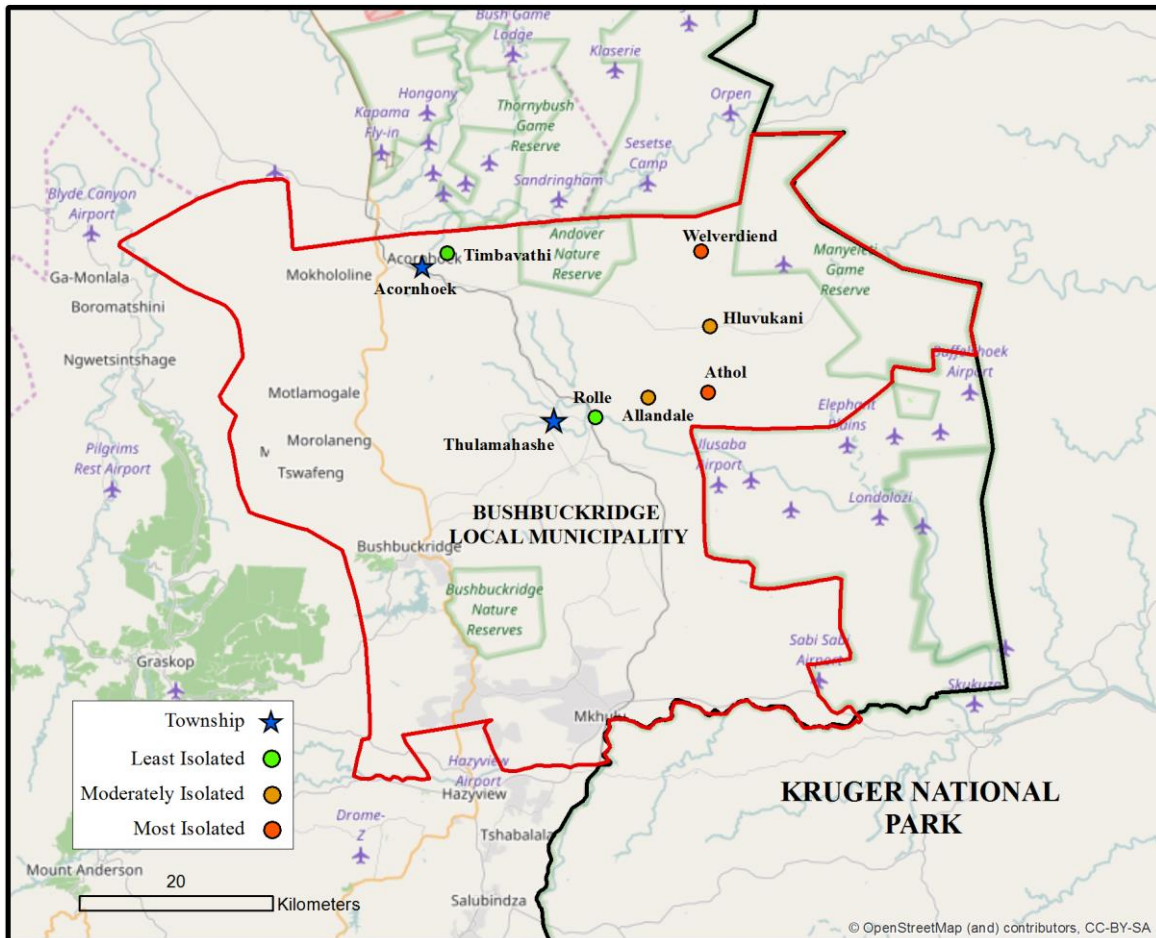 Bush Game
Lodge
Klaserie
Hongony
Kapama
Fly-in
Thornybush
Game
Reserve
Orpen
Sesetse
Camp
Sandringham
Blyde Canyon
Airport
Andover
Nature
Reserve
Welverdiend
Manyeleti
Game
Reserve
Acornhoek
Timbavathi
Acornhoek
Mokhololine
Ga-Monlala
Boromatshini
Hluvukani
Ngwetsintshage
Buffelshoek
Airport
Motlamogale
Rolle
Athol
Allandale
Elephant
Plains
Morolaneng
M
Tswafeng
Thulamahashe
Ilusaba
Airport
Pilgrims
Rest Airport
Londolozi
BUSHBUCKRIDGE
LOCAL MUNICIPALITY
Bushbuckridge
Bushbuckridge
Nature
Reserves
Graskop
Sabi Sabi
Airport
Skukuza
Mkhulu
Township
Least Isolated
Moderately Isolated
Most Isolated
Hazyview
Airport
Hazyview
KRUGER NATIONAL
PARK
Drome-
Z
Tshabalala
Mount Anderson
20
Kilometers
Salubindza
© OpenStreetMap (and) contributors, CC-BY-SA